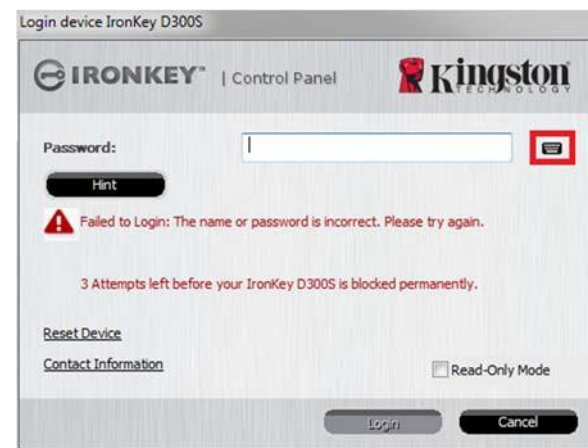 Login device IronKey D300S
IRONKEY™ | Control Panel
Kingston
TECHNOLOGY
Password:
Hint
Failed to Login: The name or password is incorrect. Please try again.
3 Attempts left before your IronKey D300S is blocked permanently.
Reset Device
Contact Information
Read-Only Mode
Login
Cancel